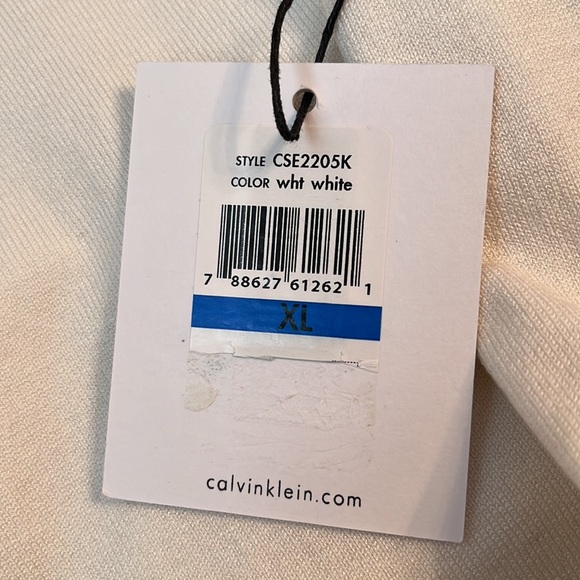 STYLE CSE2205K
COLOR wht white
7 88627 61262 1
XL
calvinklein.com